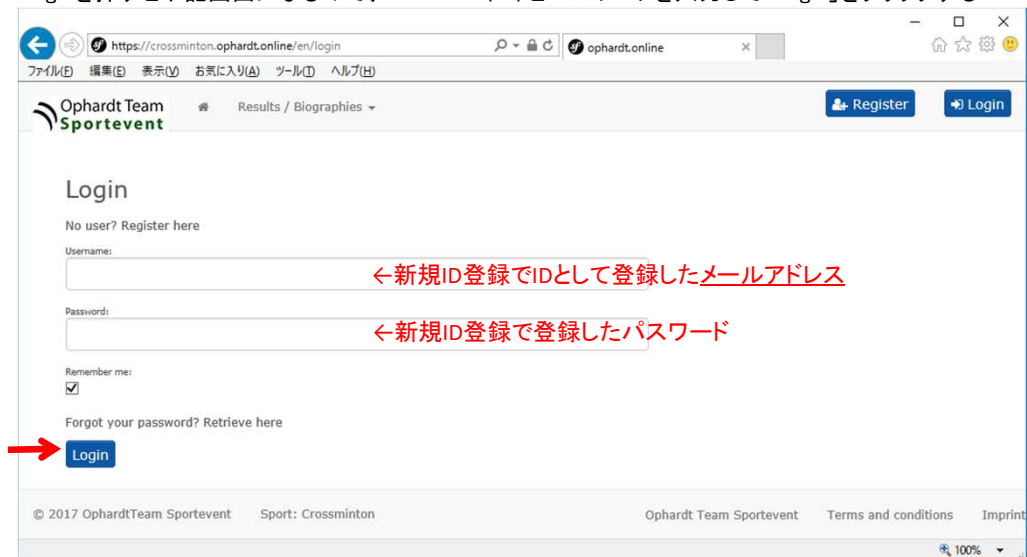 https://crossminton.ophardt.online/en/login
ophardt.online
ファイル(F) 編集(E) 表示(V) お気に入り(A) ツール(T) ヘルプ(H)
Ophardt Team
Sportevent
Results / Biographies
Register
Login
Login
No user? Register here
Username:
←新規ID登録でIDとして登録したメールアドレス
Password:
←新規ID登録で登録したパスワード
Remember me:
Forgot your password? Retrieve here
Login
© 2017 OphardtTeam Sportevent Sport: Crossminton Ophardt Team Sportevent Terms and conditions Imprint
100%